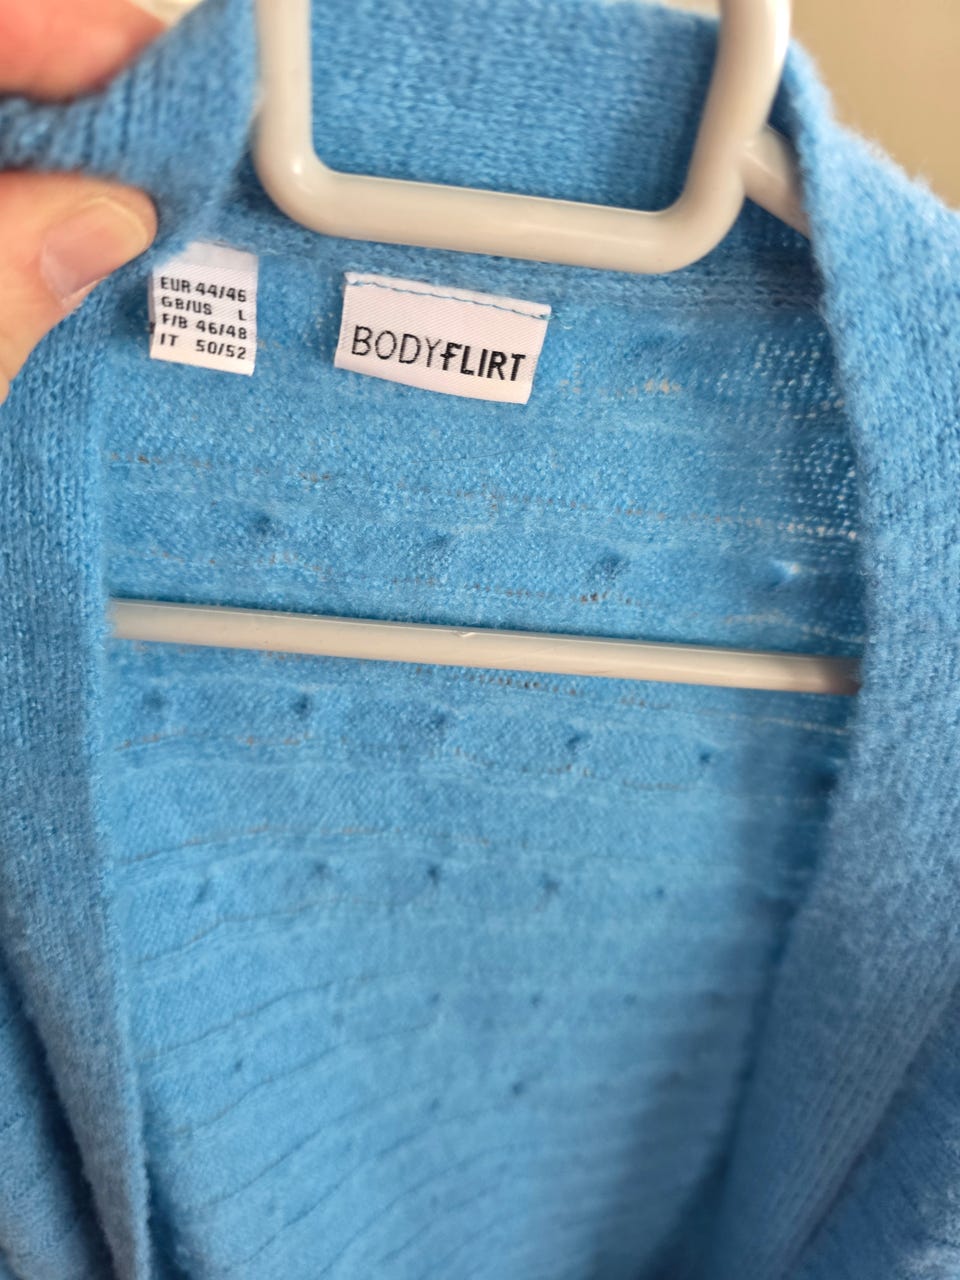 EUR 44/46
GB/US L
F/B 46/48
IT 50/52
BODYFLIRT